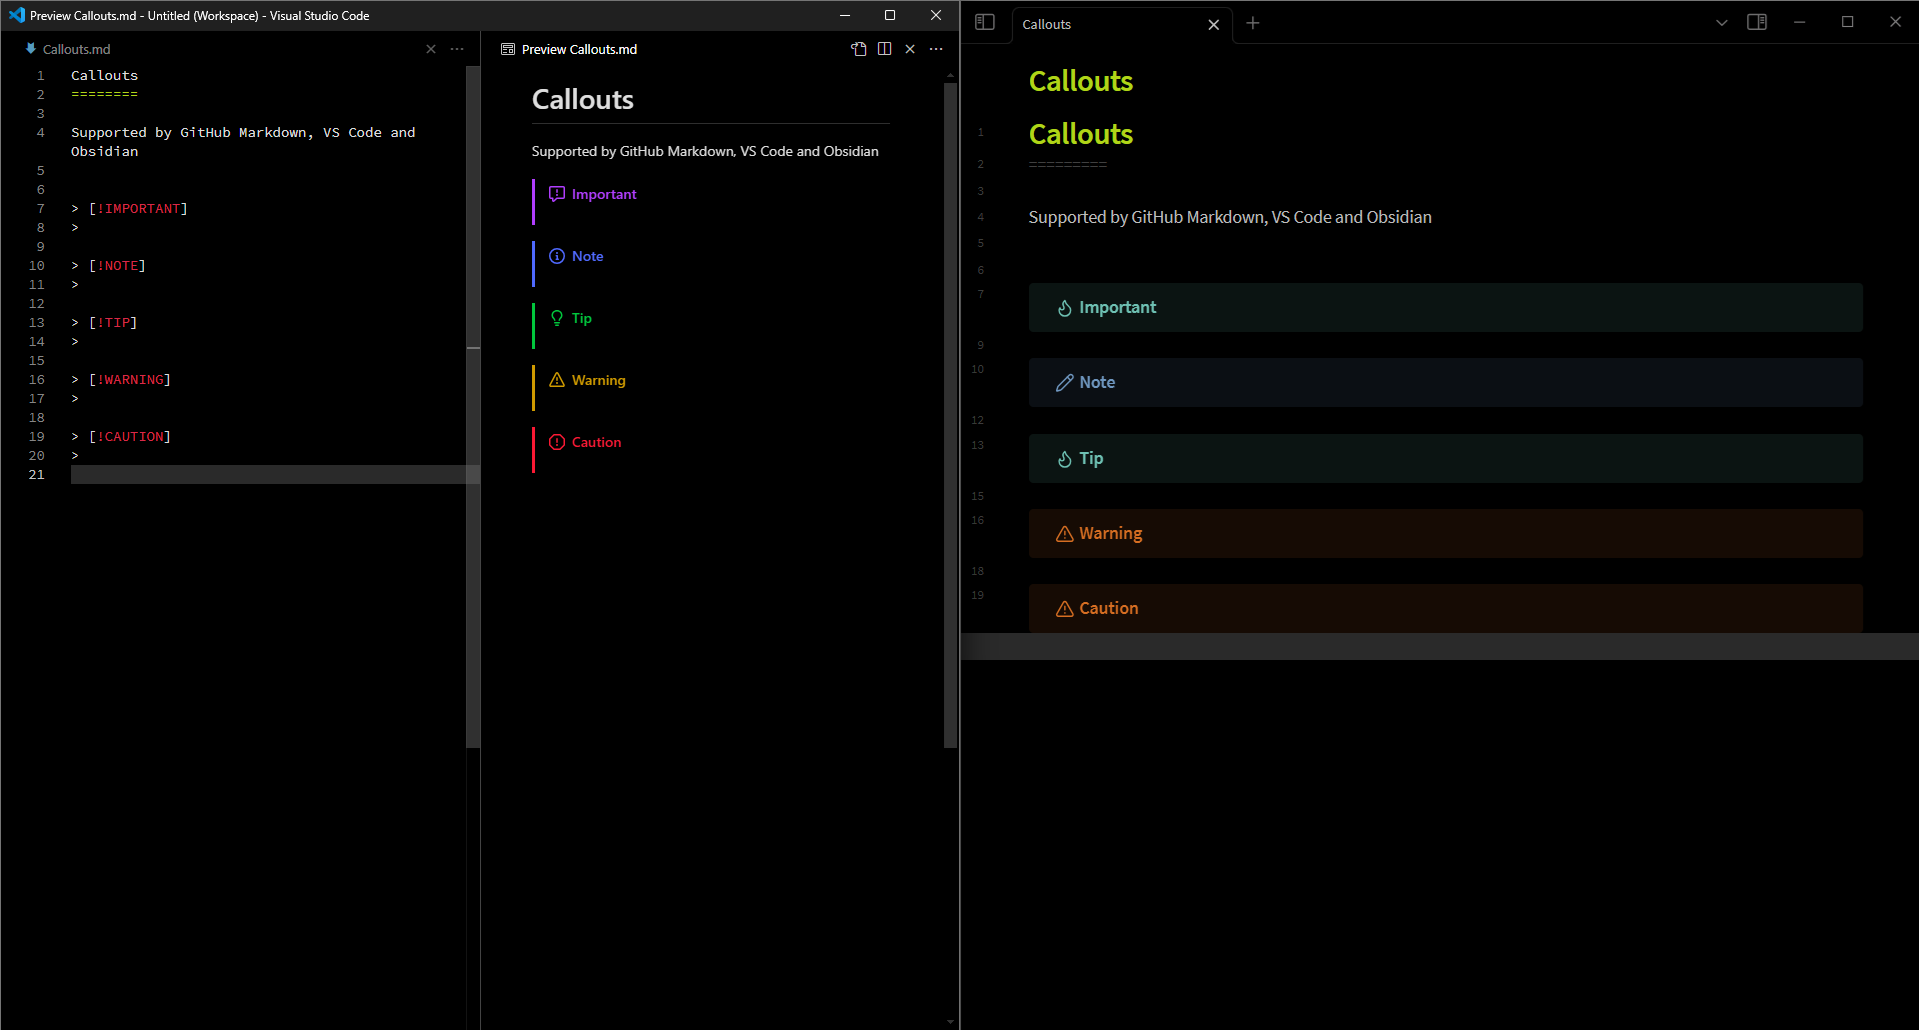 Preview Callouts.md - Untitled (Workspace) - Visual Studio Code
Callouts.md
1 Callouts
2 ========
3
4 Supported by GitHub Markdown, VS Code and
Obsidian
5
6
7 > [!IMPORTANT]
8 >
9
10 > [!NOTE]
11 >
12
13 > [!TIP]
14 >
15
16 > [!WARNING]
17 >
18
19 > [!CAUTION]
20 >
21
Preview Callouts.md
Callouts
Supported by GitHub Markdown, VS Code and Obsidian
Important
Note
Tip
Warning
Caution
Callouts
Callouts
1 Callouts
2 =========
3
4 Supported by GitHub Markdown, VS Code and Obsidian
5
6
7 Important
9
10 Note
12
13 Tip
15
16 Warning
18
19 Caution